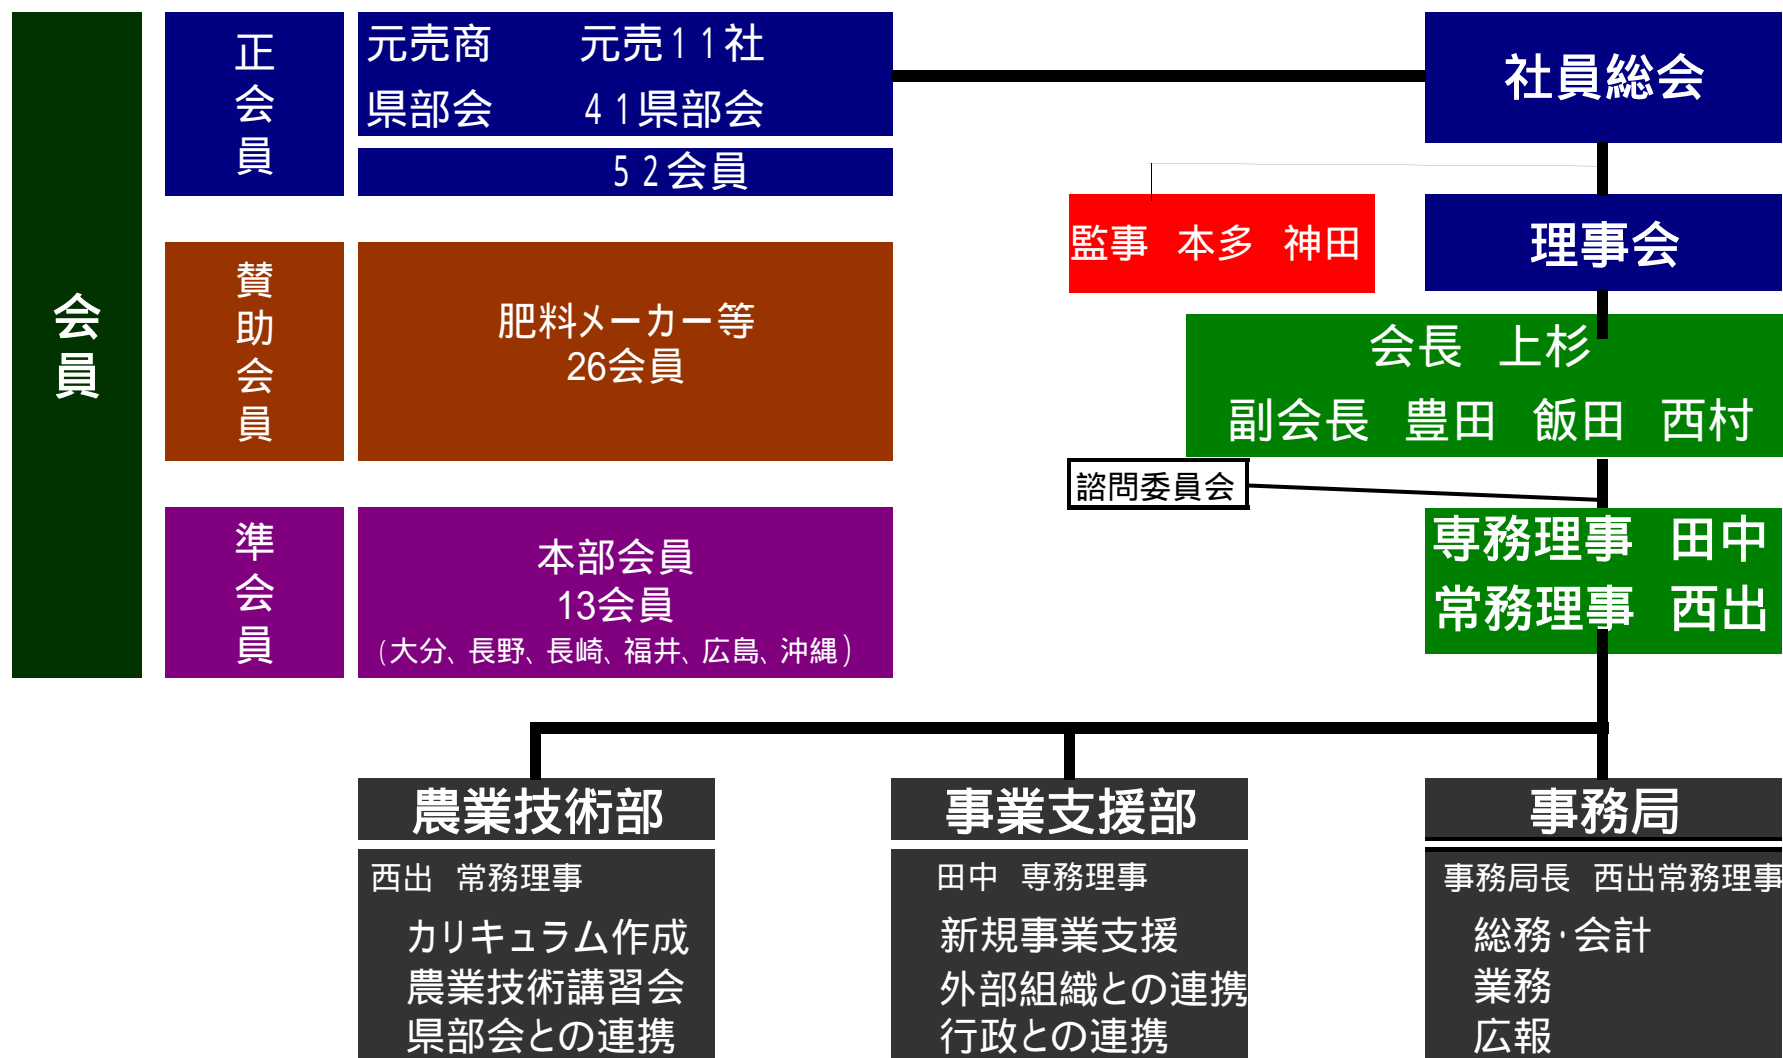 会員
正会員
元売商　元売１１社
県部会　４１県部会
５２会員
賛助会員
肥料メーカー等
26会員
準会員
本部会員
13会員
（大分、長野、長崎、福井、広島、沖縄）
社員総会
監事　本多　神田
理事会
会長　上杉
副会長　豊田　飯田　西村
諮問委員会
専務理事　田中
常務理事　西出
農業技術部
西出　常務理事
カリキュラム作成
農業技術講習会
県部会との連携
事業支援部
田中　専務理事
新規事業支援
外部組織との連携
行政との連携
事務局
事務局長　西出常務理事
総務・会計
業務
広報